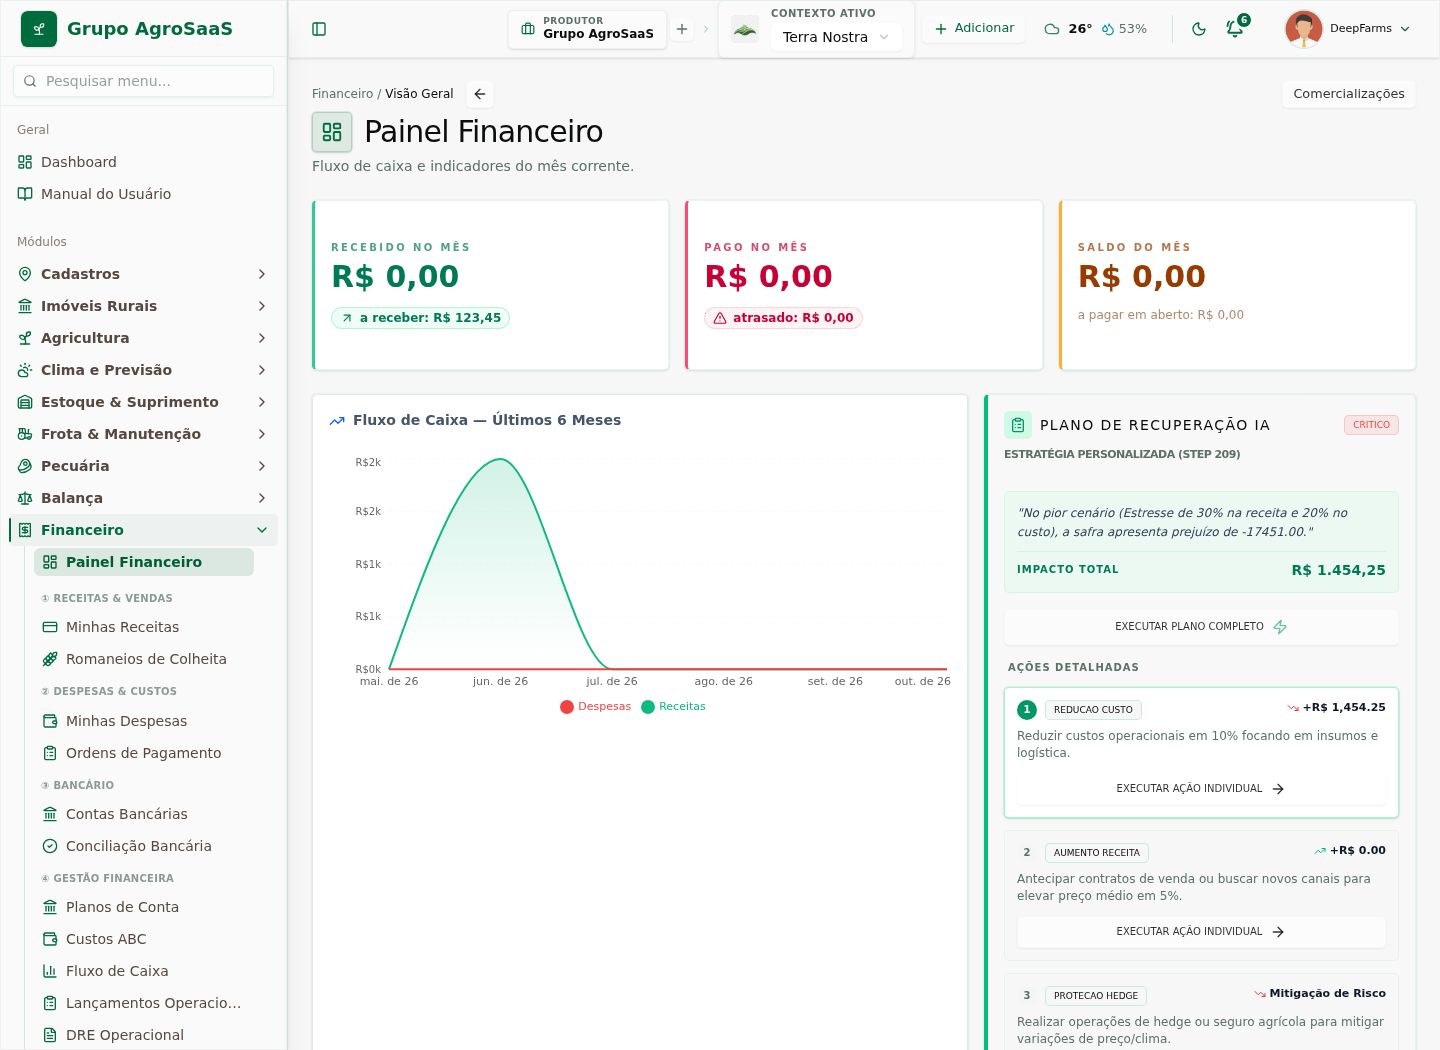 Grupo AgroSaaS
Pesquisar menu...
Geral
Dashboard
Manual do Usuário
Módulos
Cadastros
Imóveis Rurais
Agricultura
Clima e Previsão
Estoque & Suprimento
Frota & Manutenção
Pecuária
Balança
Financeiro
Painel Financeiro
① RECEITAS & VENDAS
Minhas Receitas
Romaneios de Colheita
② DESPESAS & CUSTOS
Minhas Despesas
Ordens de Pagamento
③ BANCÁRIO
Contas Bancárias
Conciliação Bancária
④ GESTÃO FINANCEIRA
Planos de Conta
Custos ABC
Fluxo de Caixa
Lançamentos Operacio...
DRE Operacional
PRODUTOR
Grupo AgroSaaS
CONTEXTO ATIVO
Terra Nostra
Adicionar
26°
53%
6
DeepFarms
Financeiro / Visão Geral
Comercializações
Painel Financeiro
Fluxo de caixa e indicadores do mês corrente.
RECEBIDO NO MÊS
R$ 0,00
a receber: R$ 123,45
PAGO NO MÊS
R$ 0,00
atrasado: R$ 0,00
SALDO DO MÊS
R$ 0,00
a pagar em aberto: R$ 0,00
Fluxo de Caixa — Últimos 6 Meses
R$2k
R$2k
R$1k
R$1k
R$0k
mai. de 26
jun. de 26
jul. de 26
ago. de 26
set. de 26
out. de 26
Despesas
Receitas
PLANO DE RECUPERAÇÃO IA
CRITICO
ESTRATÉGIA PERSONALIZADA (STEP 209)
"No pior cenário (Estresse de 30% na receita e 20% no
custo), a safra apresenta prejuízo de -17451.00."
IMPACTO TOTAL
R$ 1.454,25
EXECUTAR PLANO COMPLETO
AÇÕES DETALHADAS
1
REDUCAO CUSTO
+R$ 1,454.25
Reduzir custos operacionais em 10% focando em insumos e
logística.
EXECUTAR AÇÃO INDIVIDUAL
2
AUMENTO RECEITA
+R$ 0.00
Antecipar contratos de venda ou buscar novos canais para
elevar preço médio em 5%.
EXECUTAR AÇÃO INDIVIDUAL
3
PROTECAO HEDGE
Mitigação de Risco
Realizar operações de hedge ou seguro agrícola para mitigar
variações de preço/clima.